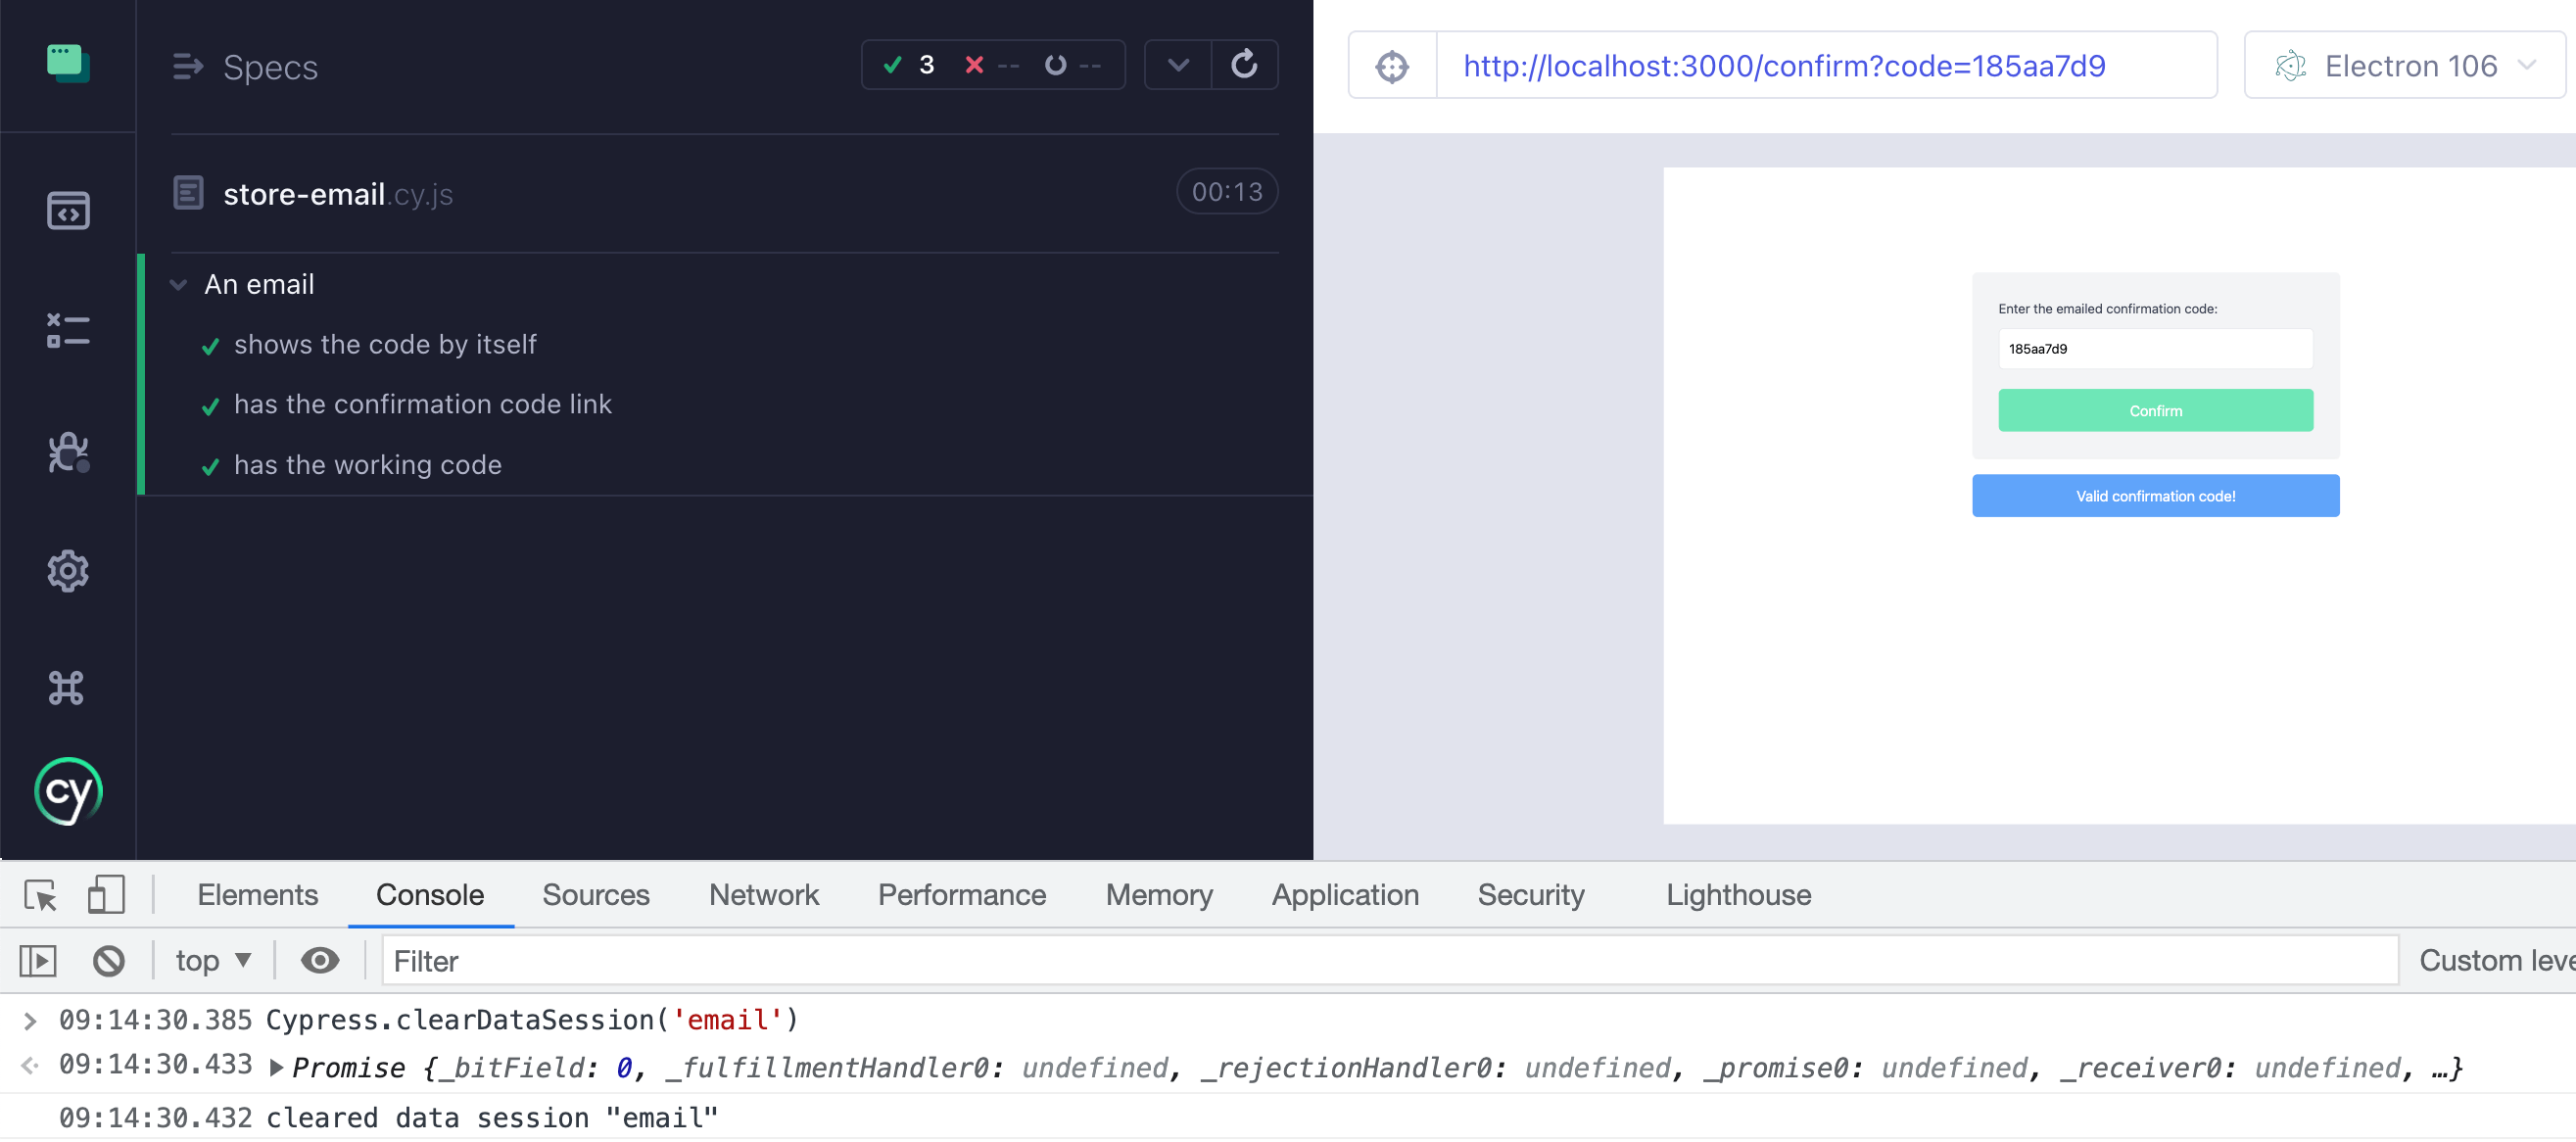 Specs
3 -- --
http://localhost:3000/confirm?code=185aa7d9
Electron 106
store-email.cy.js
00:13
An email
shows the code by itself
has the confirmation code link
has the working code
cy
Enter the emailed confirmation code:
185aa7d9
Confirm
Valid confirmation code!
Elements Console Sources Network Performance Memory Application Security Lighthouse
top Filter Custom leve
09:14:30.385 Cypress.clearDataSession('email')
09:14:30.433 Promise {_bitField: 0, _fulfillmentHandler0: undefined, _rejectionHandler0: undefined, _promise0: undefined, _receiver0: undefined, …}
09:14:30.432 cleared data session "email"